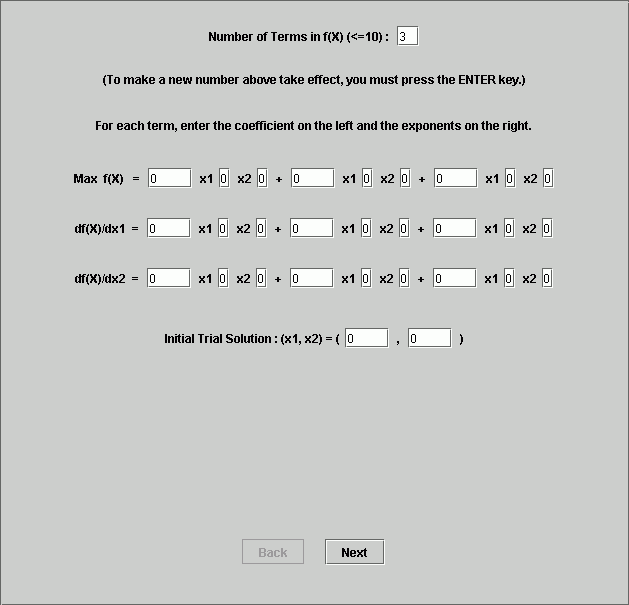 Number of Terms in f(X) (<=10) : 3
(To make a new number above take effect, you must press the ENTER key.)
For each term, enter the coefficient on the left and the exponents on the right.
Max f(X) = 0 x1 0 x2 0 + 0 x1 0 x2 0 + 0 x1 0 x2 0
df(X)/dx1 = 0 x1 0 x2 0 + 0 x1 0 x2 0 + 0 x1 0 x2 0
df(X)/dx2 = 0 x1 0 x2 0 + 0 x1 0 x2 0 + 0 x1 0 x2 0
Initial Trial Solution : (x1, x2) = ( 0 , 0 )
Back Next